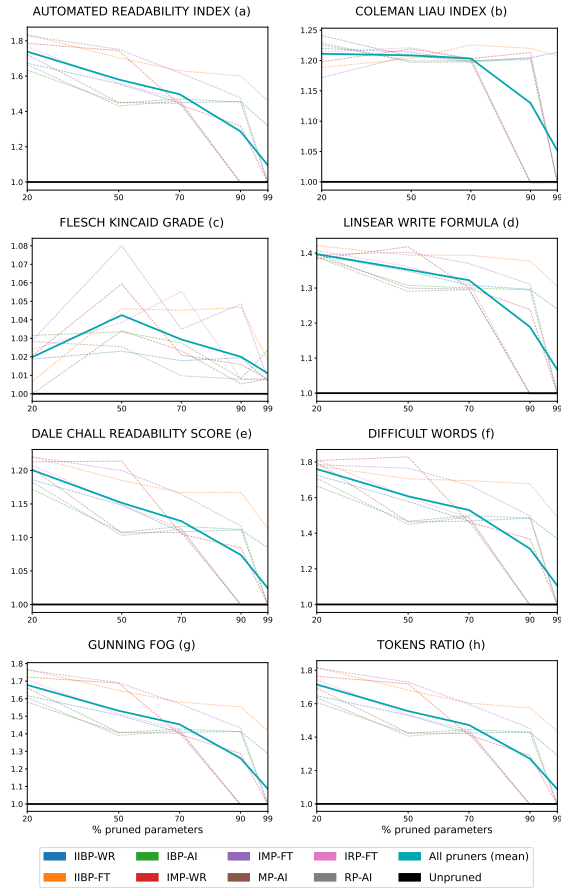 AUTOMATED READABILITY INDEX (a)
1.8
1.6
1.4
1.2
1.0
20 50 70 90 99
COLEMAN LIAU INDEX (b)
1.25
1.20
1.15
1.10
1.05
1.00
20 50 70 90 99
FLESCH KINCAID GRADE (c)
1.08
1.07
1.06
1.05
1.04
1.03
1.02
1.01
1.00
20 50 70 90 99
LINSEAR WRITE FORMULA (d)
1.4
1.3
1.2
1.1
1.0
20 50 70 90 99
DALE CHALL READABILITY SCORE (e)
1.20
1.15
1.10
1.05
1.00
20 50 70 90 99
DIFFICULT WORDS (f)
1.8
1.6
1.4
1.2
1.0
20 50 70 90 99
GUNNING FOG (g)
1.8
1.7
1.6
1.5
1.4
1.3
1.2
1.1
1.0
20 50 70 90 99
% pruned parameters
TOKENS RATIO (h)
1.8
1.6
1.4
1.2
1.0
20 50 70 90 99
% pruned parameters
IIBP-WR IBP-AI IMP-FT IRP-FT All pruners (mean)
IIBP-FT IMP-WR MP-AI RP-AI Unpruned